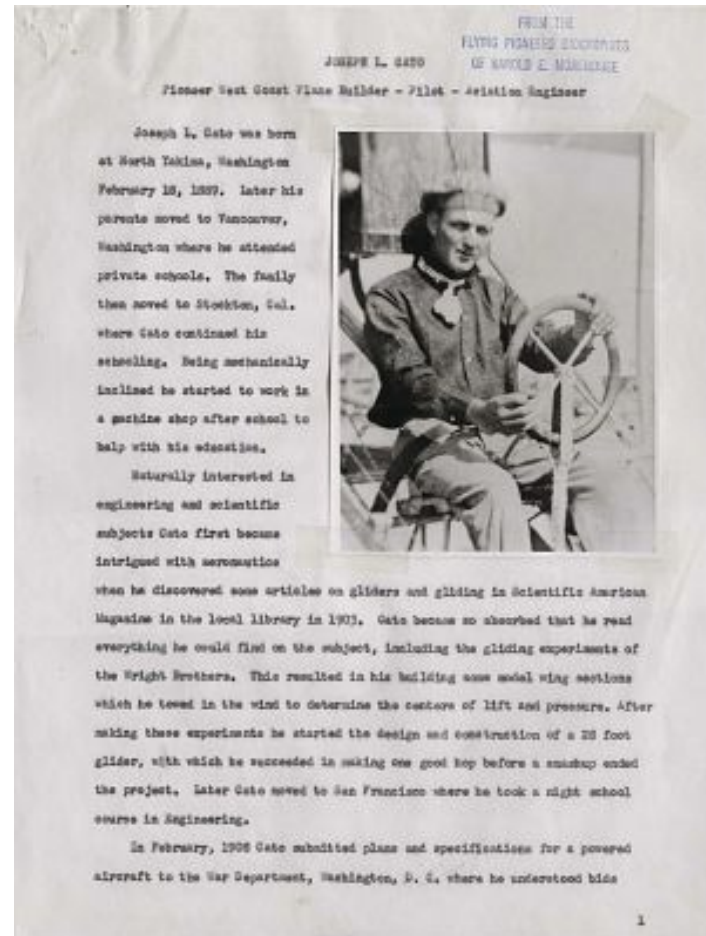 FROM THE
FLYING PIONEERS BIOGRAPHIES
OF HAROLD E. MOREHOUSE
JOSEPH L. CATO
Pioneer West Coast Plane Builder - Pilot - Aviation Engineer
Joseph L. Cato was born
at North Yakima, Washington
February 18, 1889. Later his
parents moved to Vancouver,
Washington where he attended
private schools. The family
then moved to Stockton, Cal.
where Cato continued his
schooling. Being mechanically
inclined he started to work in
a machine shop after school to
help with his education.
Naturally interested in
engineering and scientific
subjects Cato first became
intrigued with aeronautics
when he discovered some articles on gliders and gliding in Scientific American
Magazine in the local library in 1903. Cato became so absorbed that he read
everything he could find on the subject, including the gliding experiments of
the Wright Brothers. This resulted in his building some model wing sections
which he towed in the wind to determine the centers of lift and pressure. After
making these experiments he started the design and construction of a 28 foot
glider, with which he succeeded in making one good hop before a smashup ended
the project. Later Cato moved to San Francisco where he took a night school
course in Engineering.
In February, 1908 Cato submitted plans and specifications for a powered
aircraft to the War Department, Washington, D. C. where he understood bids
1